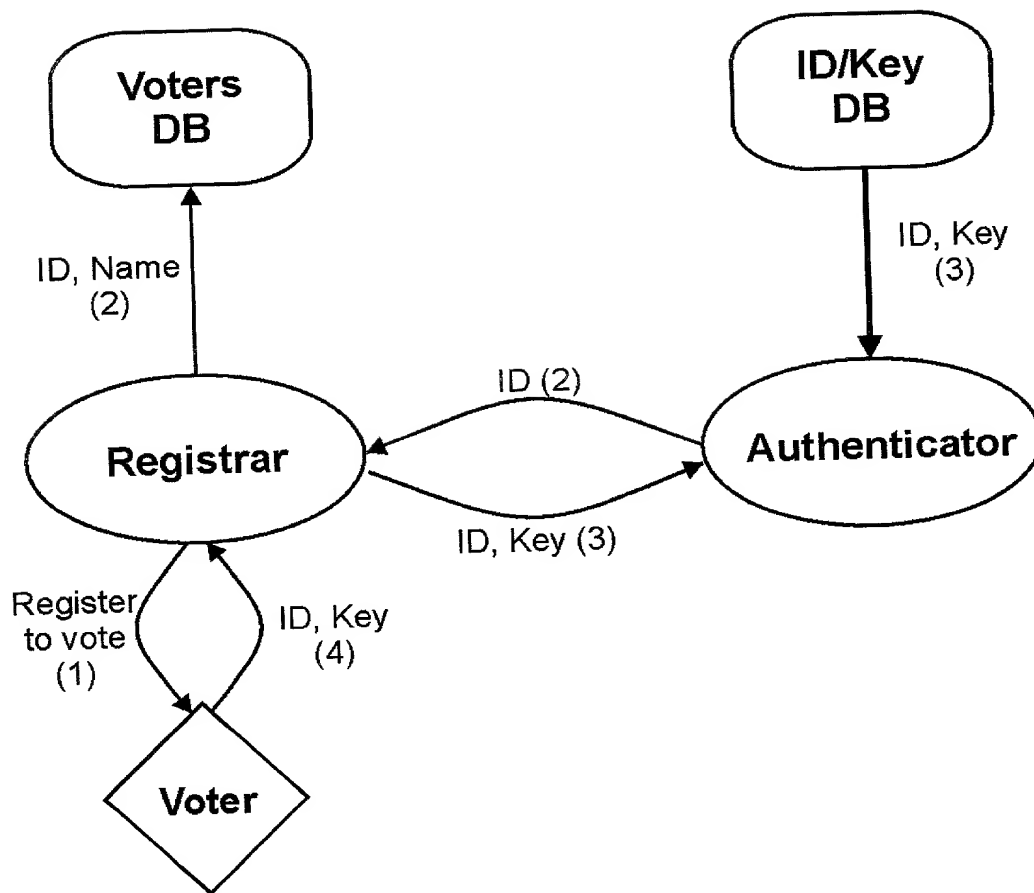 Voters
DB
ID/Key
DB
ID, Name
(2)
ID, Key
(3)
ID (2)
Registrar
Authenticator
ID, Key (3)
Register
to vote
(1)
ID, Key
(4)
Voter